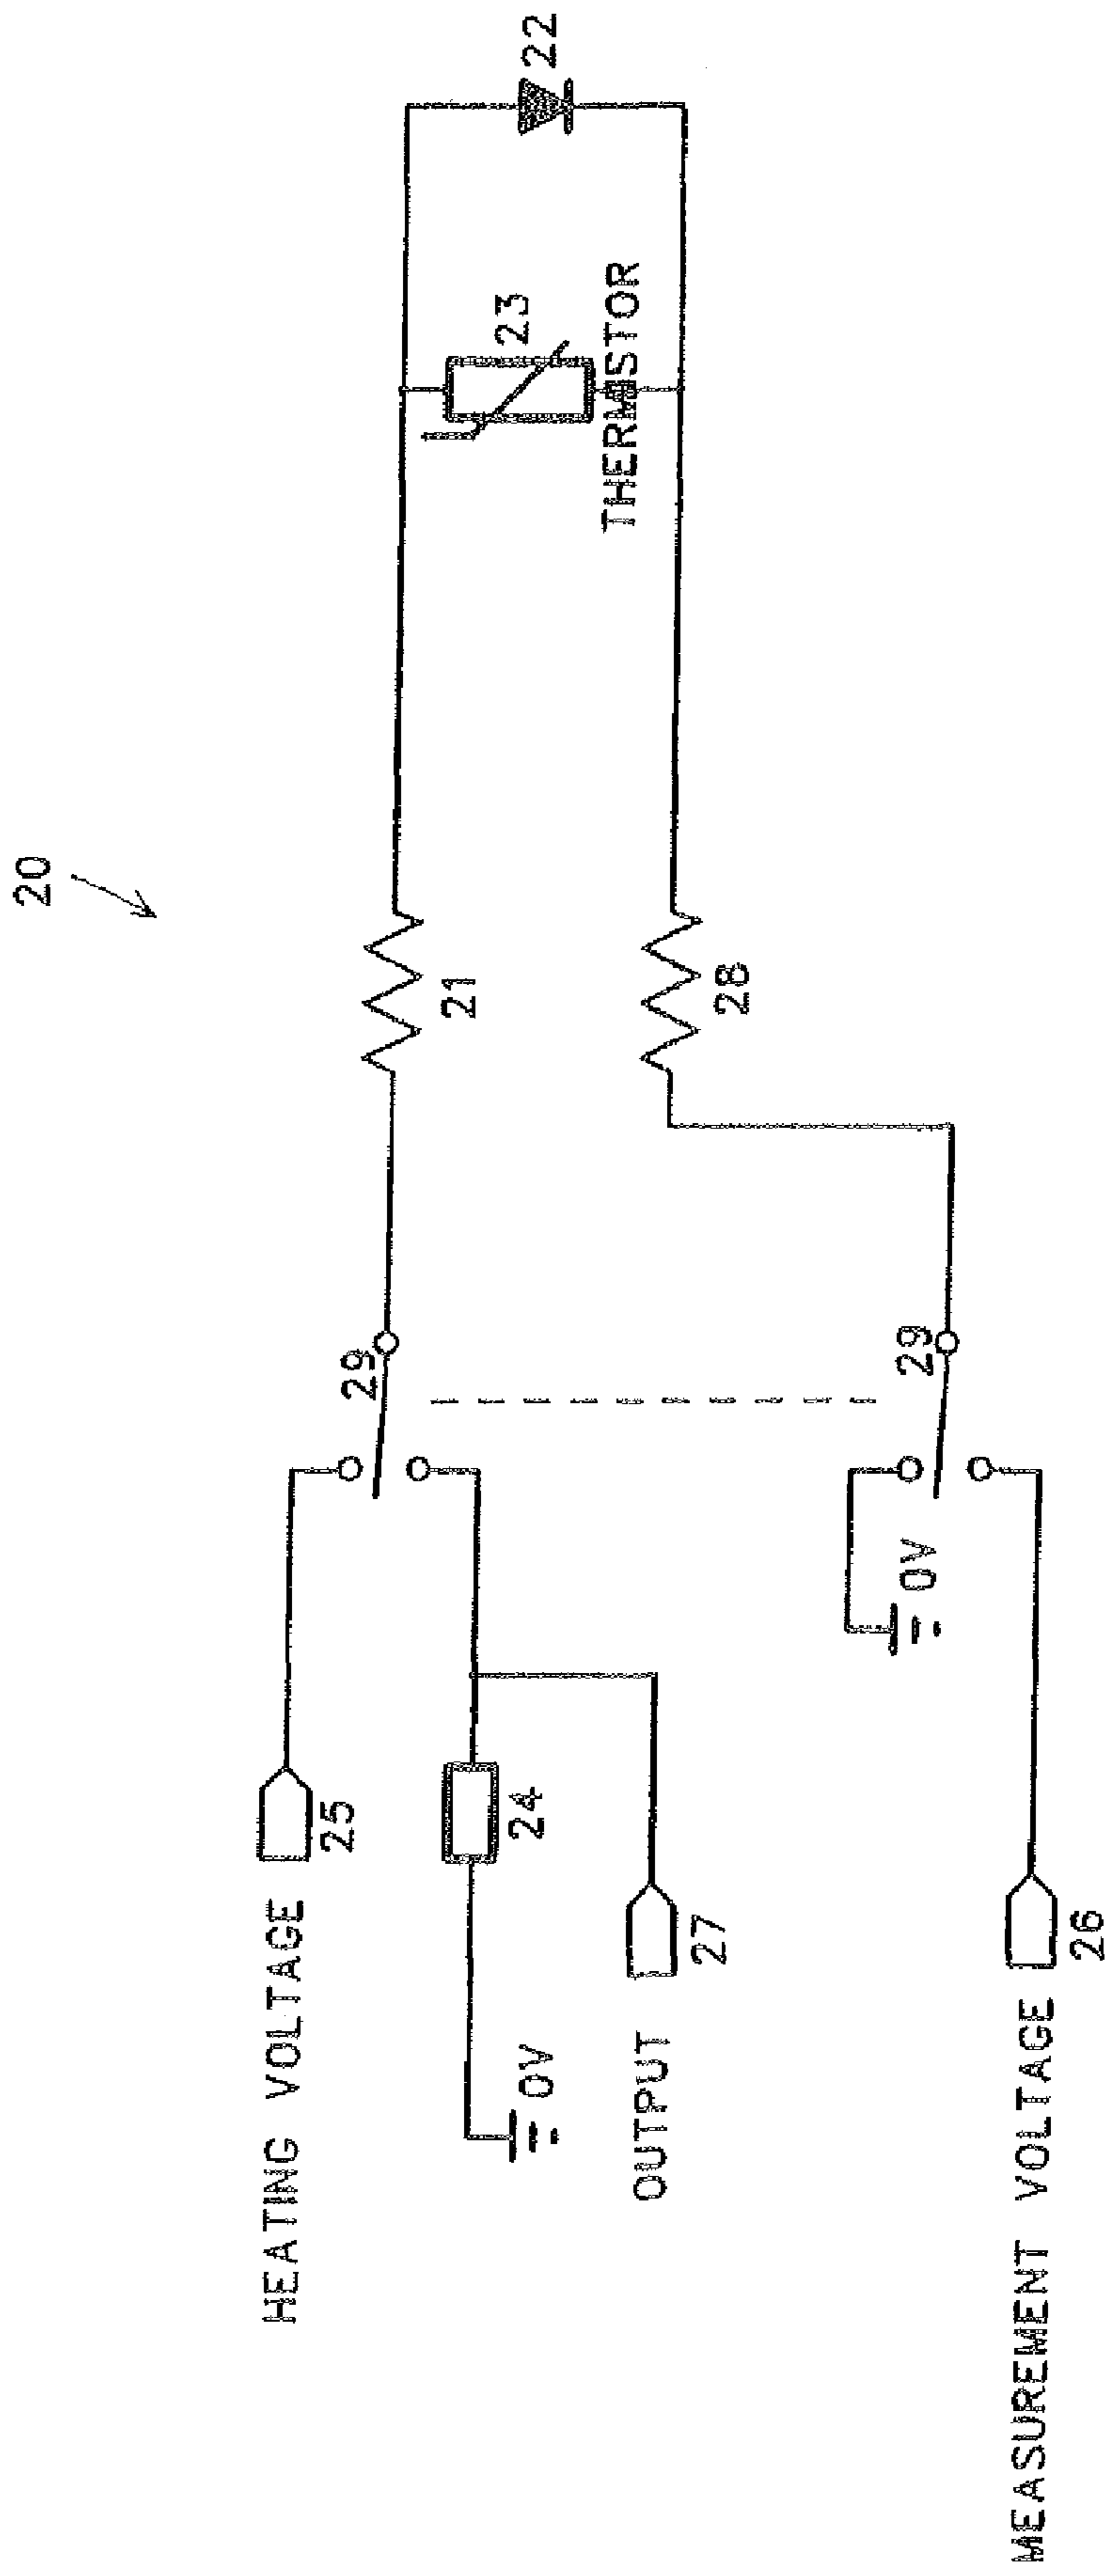 20
22
23
THERMISTOR
21
28
29
29
HEATING VOLTAGE
25
24
0V
0V
OUTPUT
27
MEASUREMENT VOLTAGE
26